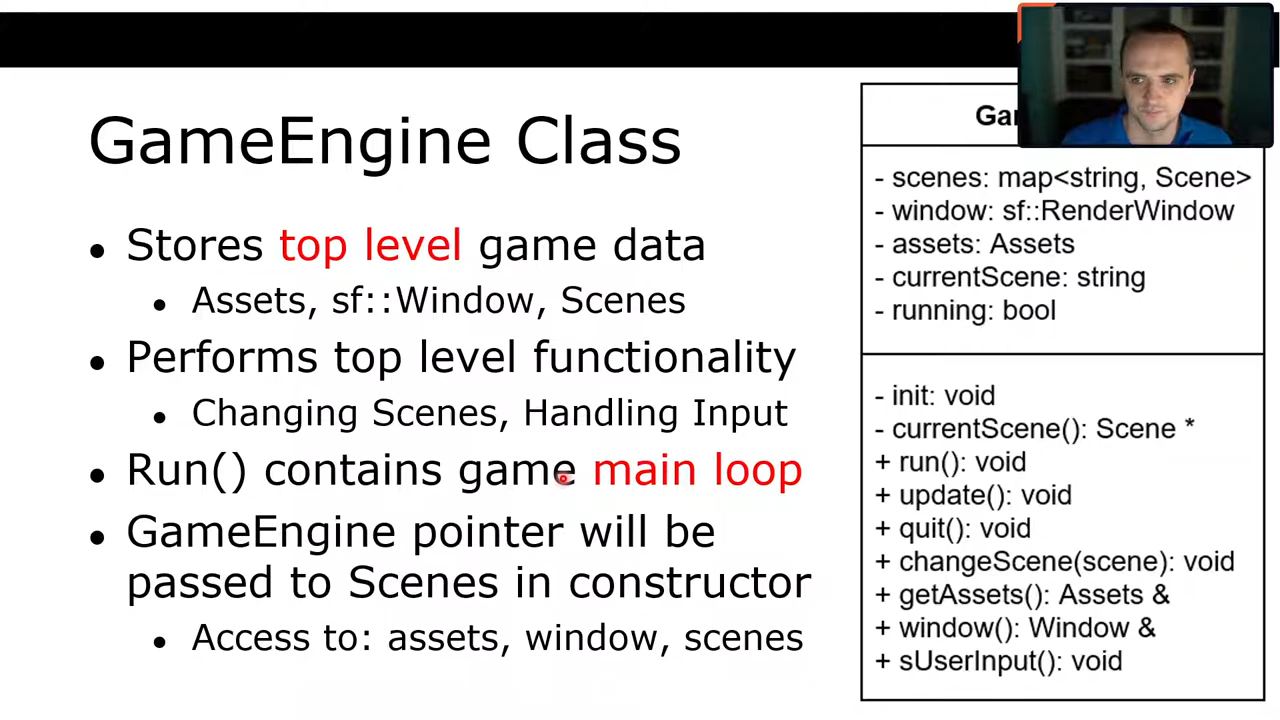 GameEngine Class
● Stores top level game data
● Assets, sf::Window, Scenes
● Performs top level functionality
● Changing Scenes, Handling Input
● Run() contains game main loop
● GameEngine pointer will be
passed to Scenes in constructor
● Access to: assets, window, scenes
- scenes: map<string, Scene>
- window: sf::RenderWindow
- assets: Assets
- currentScene: string
- running: bool
- init: void
- currentScene(): Scene *
+ run(): void
+ update(): void
+ quit(): void
+ changeScene(scene): void
+ getAssets(): Assets &
+ window(): Window &
+ sUserInput(): void